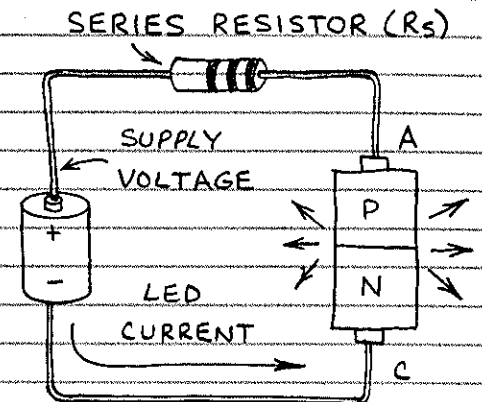 SERIES RESISTOR (Rs)
SUPPLY
VOLTAGE
A
P
+
-
N
LED
CURRENT
C